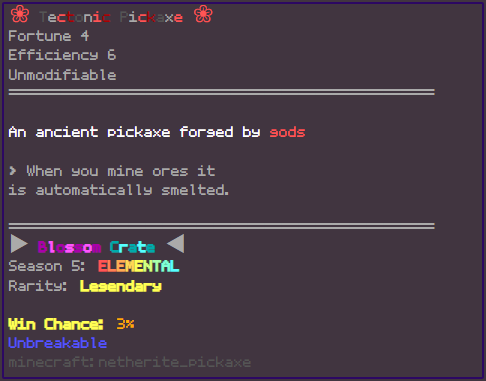 ❀ Tectonic Pickaxe ❀
Fortune 4
Efficiency 6
Unmodifiable
An ancient pickaxe forged by gods
> When you mine ores it
is automatically smelted.
▶ Blossom Crate ◀
Season 5: ELEMENTAL
Rarity: Legendary
Win Chance: 3%
Unbreakable
minecraft:netherite_pickaxe